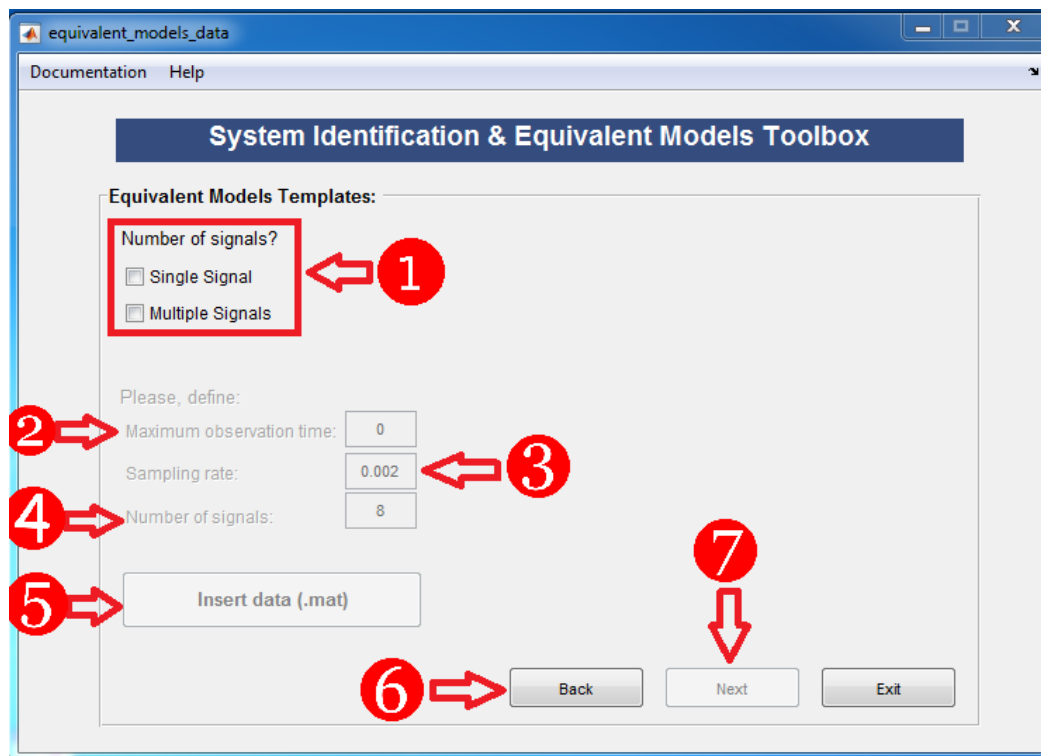 equivalent_models_data
Documentation Help
System Identification & Equivalent Models Toolbox
Equivalent Models Templates:
Number of signals?
Single Signal
1
Multiple Signals
Please, define:
2 Maximum observation time: 0
Sampling rate: 0.002 3
4 Number of signals: 8
7
5 Insert data (.mat)
6 Back Next Exit